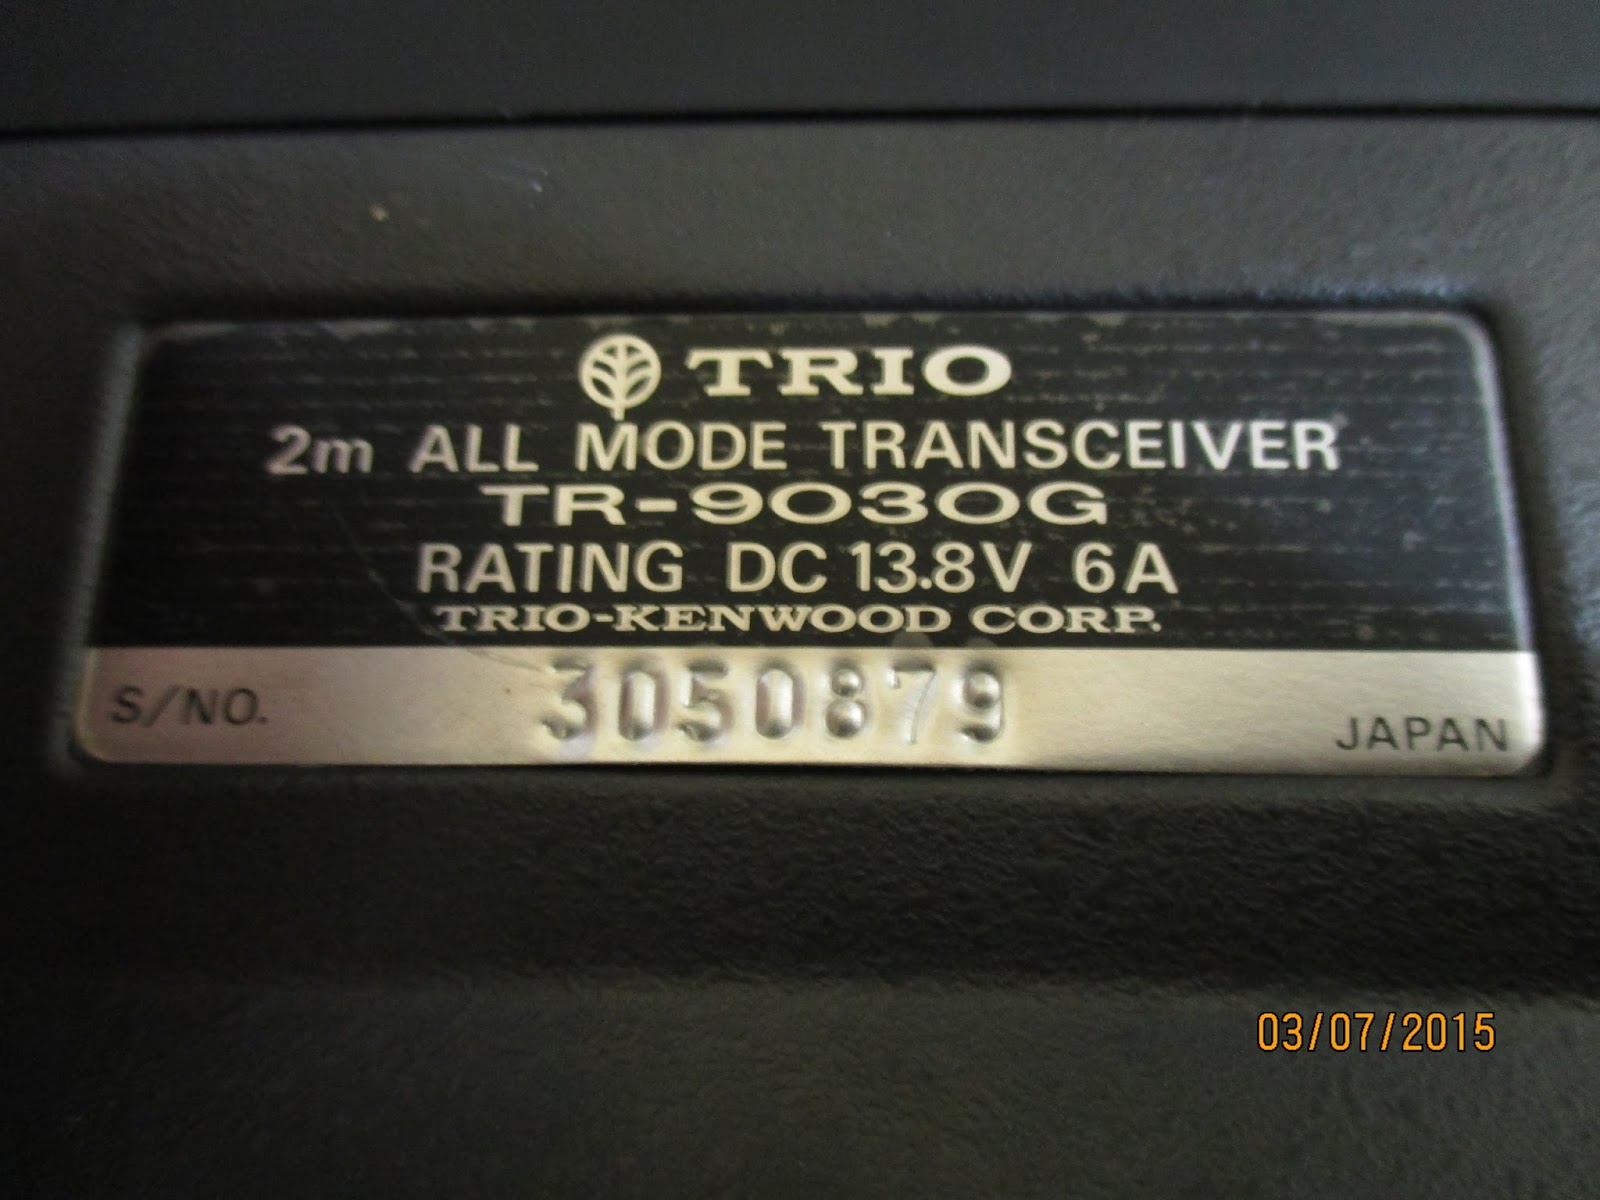 TRIO
2m ALL MODE TRANSCEIVER
TR-9030G
RATING DC 13.8V 6A
TRIO-KENWOOD CORP.
S/NO. 3050879 JAPAN
03/07/2015